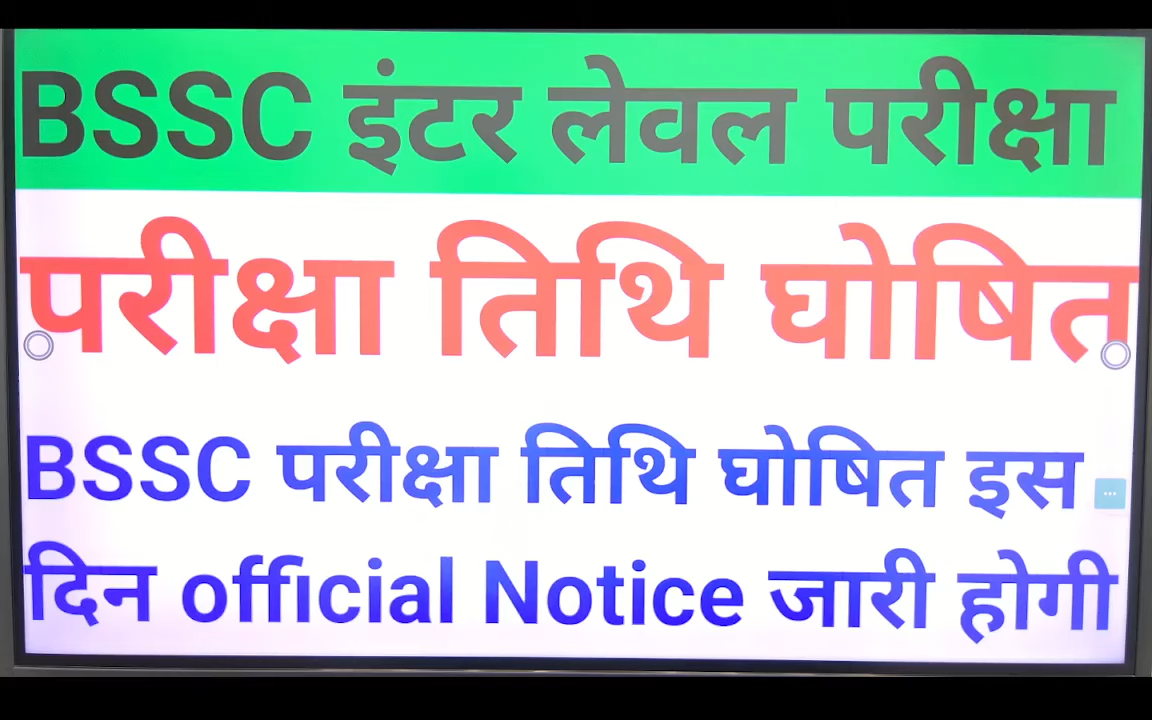 BSSC इंटर लेवल परीक्षा
परीक्षा तिथि घोषित
BSSC परीक्षा तिथि घोषित इस
दिन official Notice जारी होगी